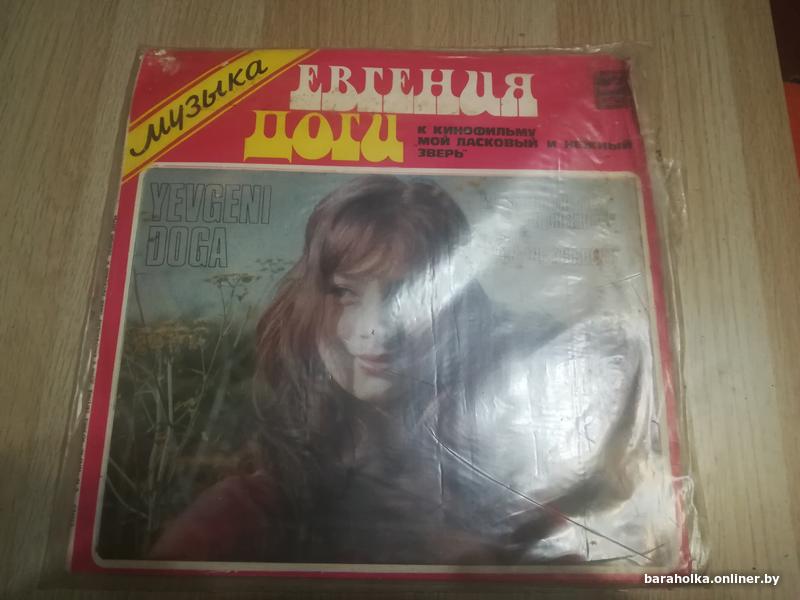 музыка
ЕВГЕНИЯ
ДОГИ
К КИНОФИЛЬМУ
„МОЙ ЛАСКОВЫЙ И НЕЖНЫЙ
ЗВЕРЬ"
YEVGENI
DOGA
baraholka.onliner.by